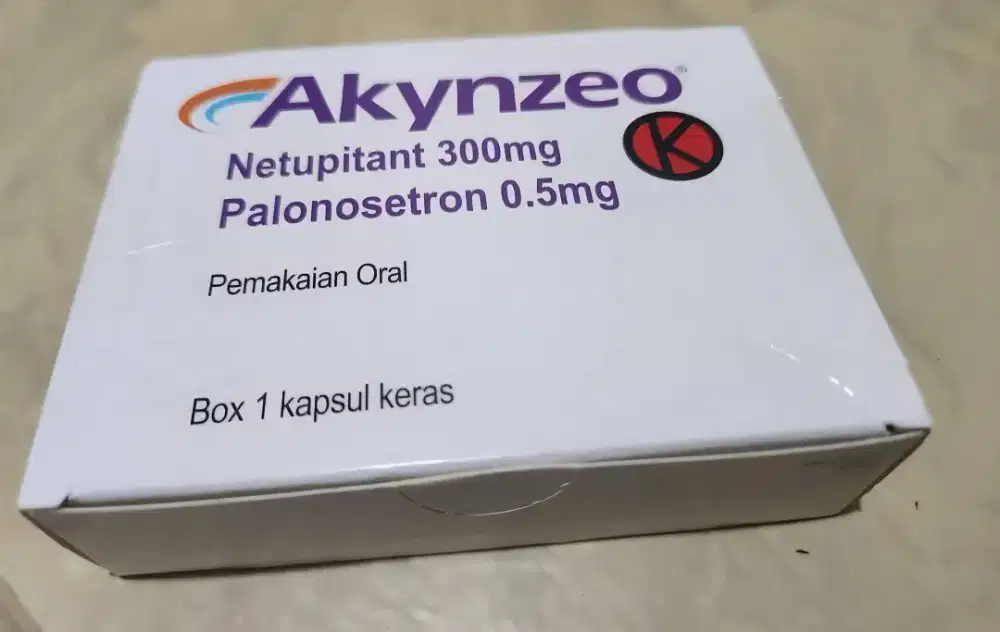 Akynzeo®
Netupitant 300mg
K
Palonosetron 0.5mg
Pemakaian Oral
Box 1 kapsul keras